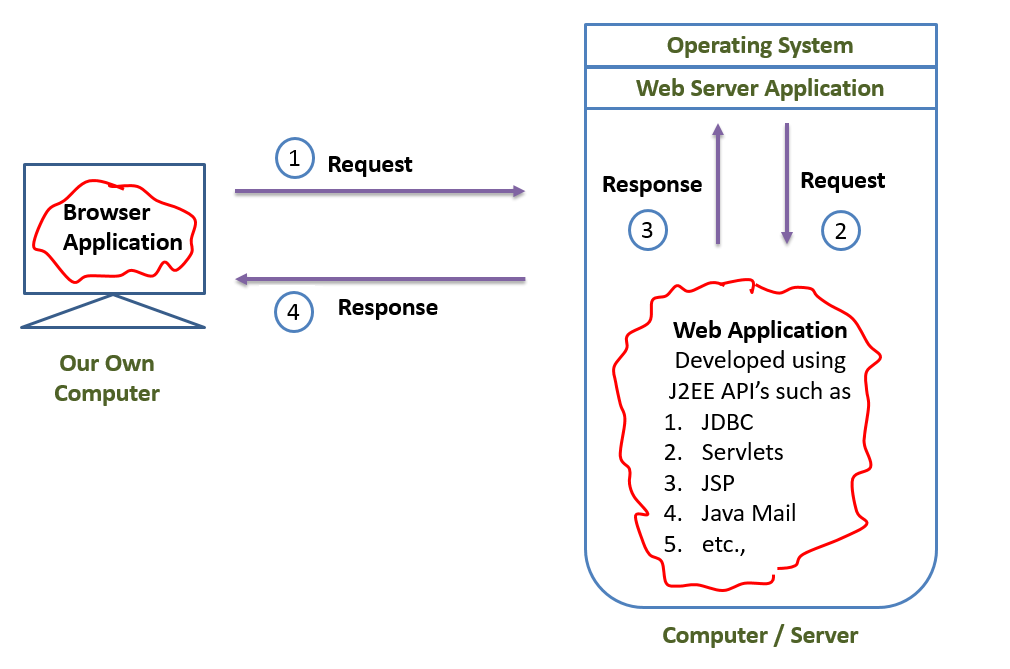 Operating System
Web Server Application
1
Request
Response
Request
3
2
Browser
Application
4
Response
Our Own
Computer
Web Application
Developed using
J2EE API’s such as
1. JDBC
2. Servlets
3. JSP
4. Java Mail
5. etc.,
Computer / Server